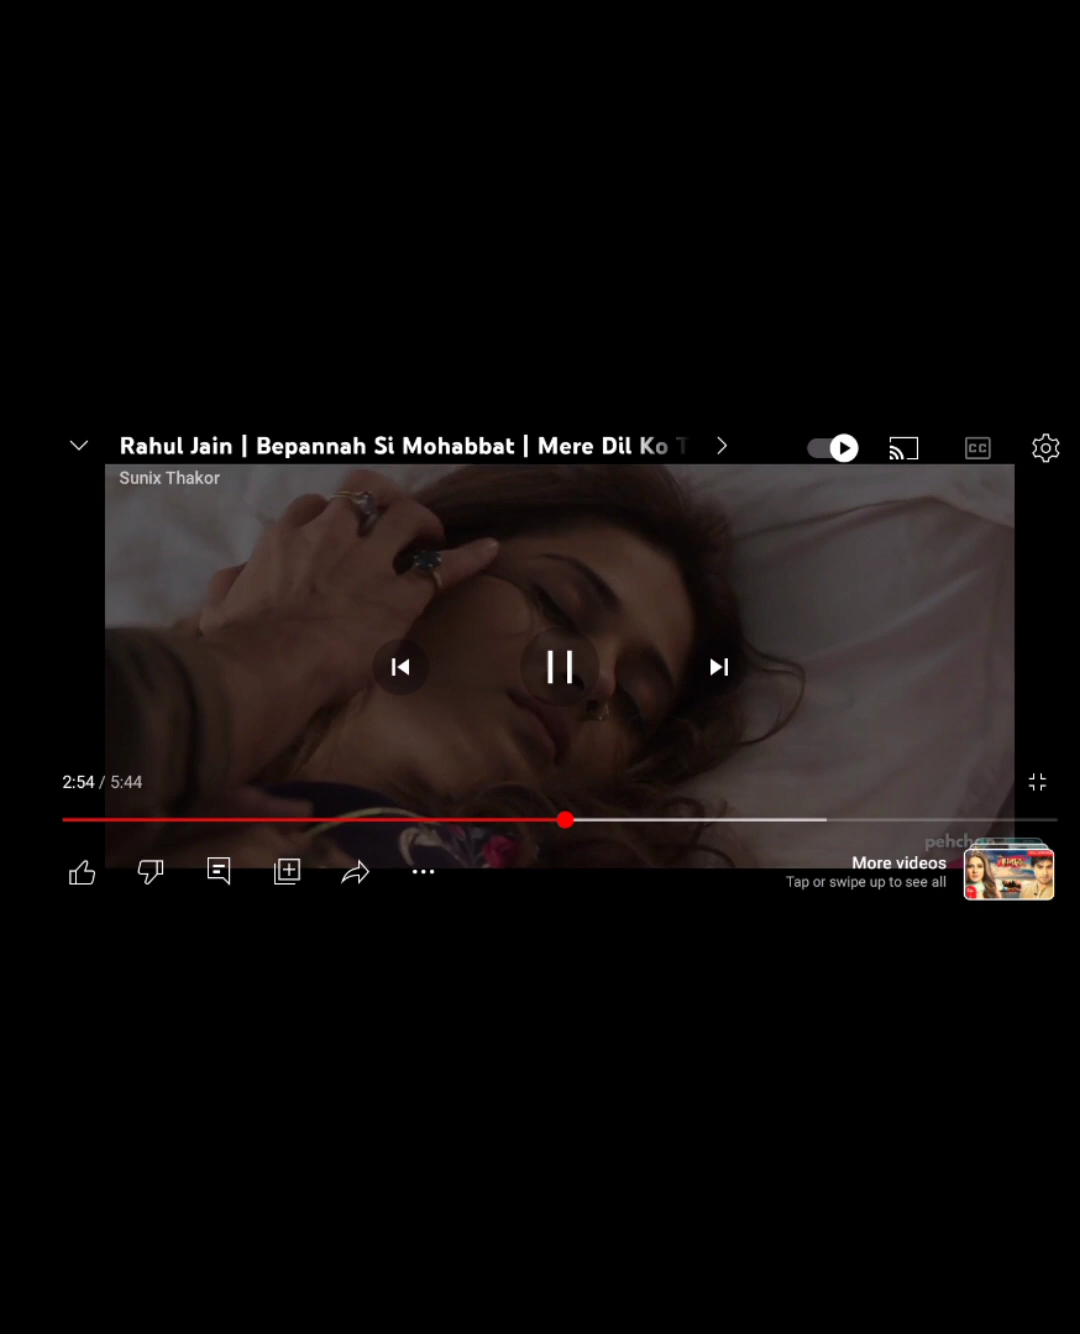 Rahul Jain | Bepannah Si Mohabbat | Mere Dil Ko T
CC
Sunix Thakor
2:54 / 5:44
More videos
Tap or swipe up to see all